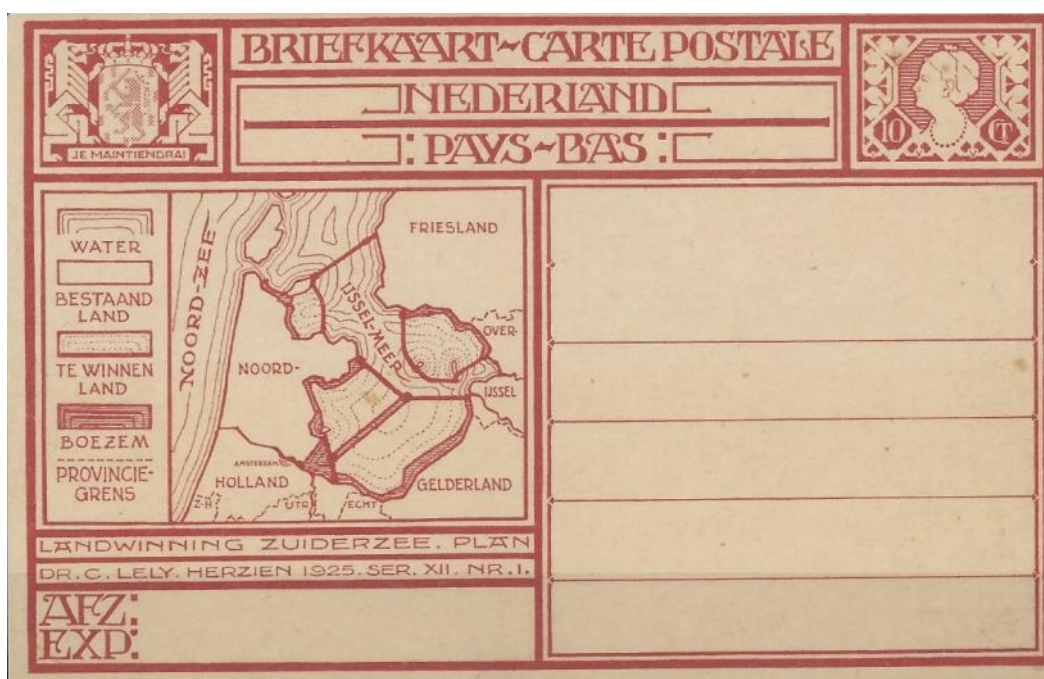 BRIEFKAART~CARTE POSTALE
NEDERLAND
: PAYS~BAS :
JE MAINTIENDRAI
10 CT
WATER
BESTAAND
LAND
TE WINNEN
LAND
BOEZEM
PROVINCIE-
GRENS
NOORD-ZEE
FRIESLAND
IJSSEL-MEER
OVER-
NOORD-
IJSSEL
AMSTERDAM
HOLLAND
GELDERLAND
Z-H
UTR
ECHT
LANDWINNING ZUIDERZEE. PLAN
DR. C. LELY. HERZIEN 1925. SER. XII. NR. 1.
AFZ:
EXP: